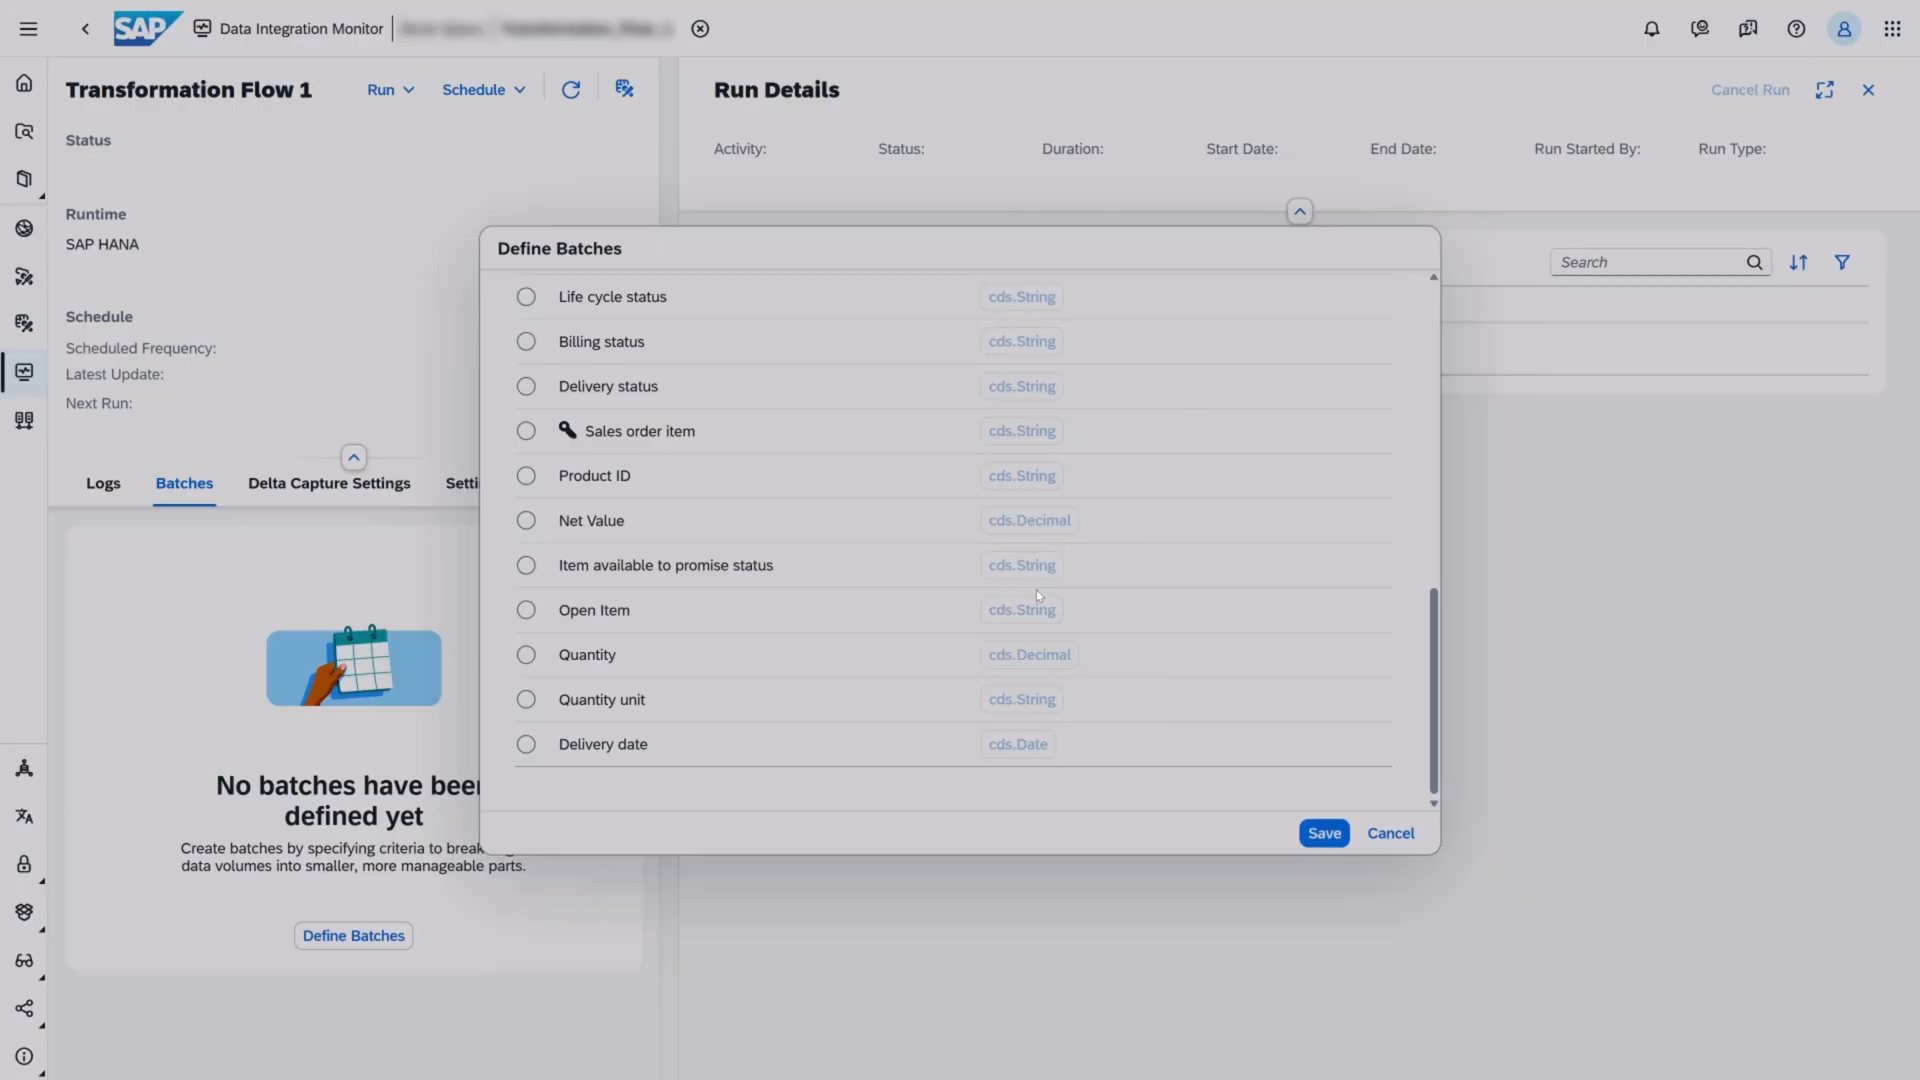 SAP Data Integration Monitor
Transformation Flow 1 Run Schedule
Status
Runtime
SAP HANA
Schedule
Scheduled Frequency:
Latest Update:
Next Run:
Logs Batches Delta Capture Settings
No batches have been
defined yet
Create batches by specifying criteria to break
data volumes into smaller, more manageable parts.
Define Batches
Run Details Cancel Run
Activity: Status: Duration: Start Date: End Date: Run Started By: Run Type:
Search
Define Batches
Life cycle status cds.String
Billing status cds.String
Delivery status cds.String
Sales order item cds.String
Product ID cds.String
Net Value cds.Decimal
Item available to promise status cds.String
Open Item cds.String
Quantity cds.Decimal
Quantity unit cds.String
Delivery date cds.Date
Save Cancel